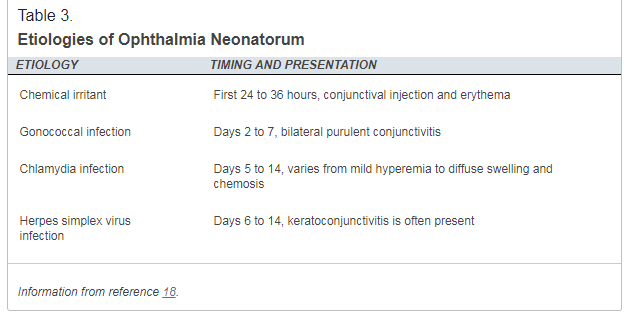 Table 3.
Etiologies of Ophthalmia Neonatorum
ETIOLOGY TIMING AND PRESENTATION
Chemical irritant First 24 to 36 hours, conjunctival injection and erythema
Gonococcal infection Days 2 to 7, bilateral purulent conjunctivitis
Chlamydia infection Days 5 to 14, varies from mild hyperemia to diffuse swelling and
chemosis
Herpes simplex virus Days 6 to 14, keratoconjunctivitis is often present
infection
Information from reference 18.